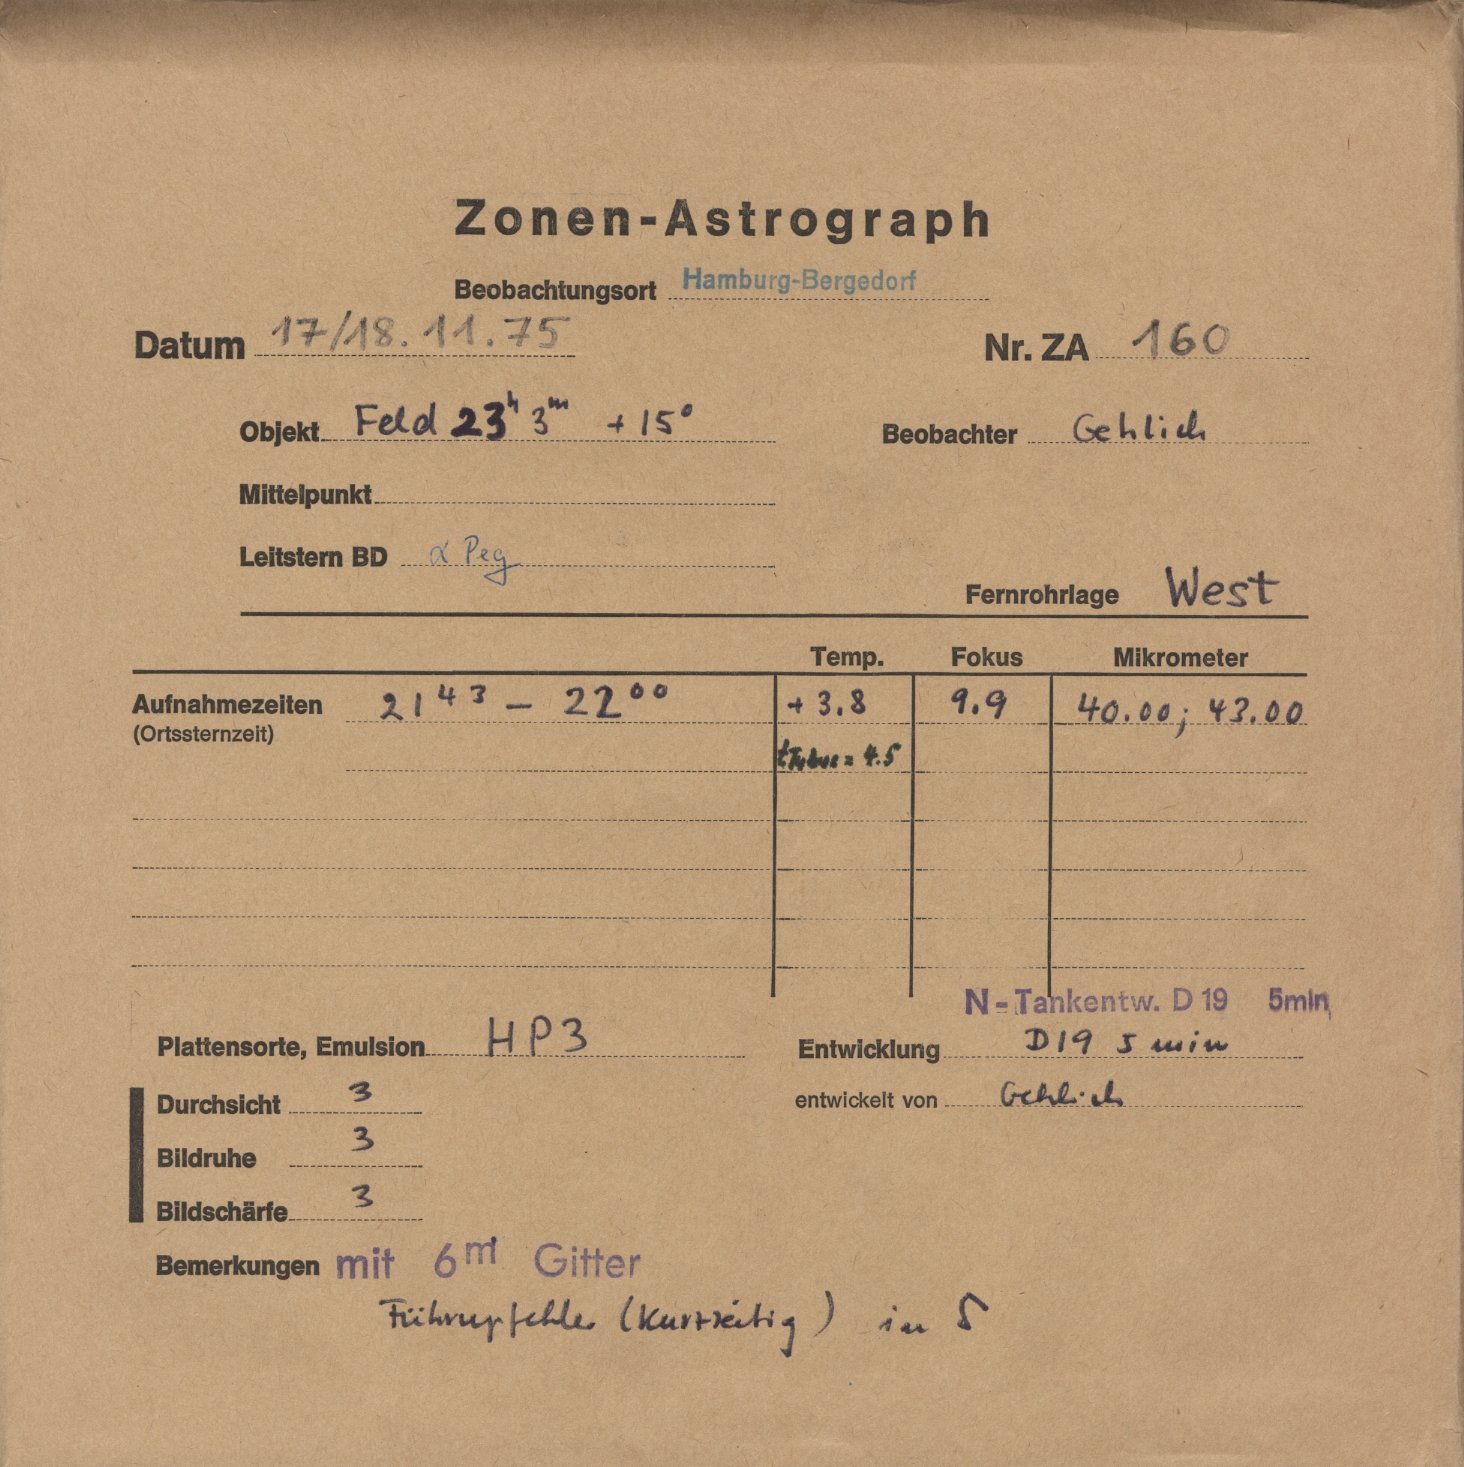 Zonen-Astrograph
Beobachtungsort Hamburg-Bergedorf
Datum 17/18. 11. 75 Nr. ZA 160
Objekt Feld 23ʰ 3ᵐ + 15° Beobachter Gehlich
Mittelpunkt
Leitstern BD α Peg
Fernrohrlage West
Temp. Fokus Mikrometer
Aufnahmezeiten 21⁴³ – 22⁰⁰ + 3.8 9.9 40.00; 43.00
(Ortssternzeit)
tTubus = 4.5
N-Tankentw. D 19 5min
Plattensorte, Emulsion HP3 Entwicklung D19 5 min
Durchsicht 3 entwickelt von Gehlich
Bildruhe 3
Bildschärfe 3
Bemerkungen mit 6ᵐ Gitter
Führungsfehler (kurzzeitig) in δ